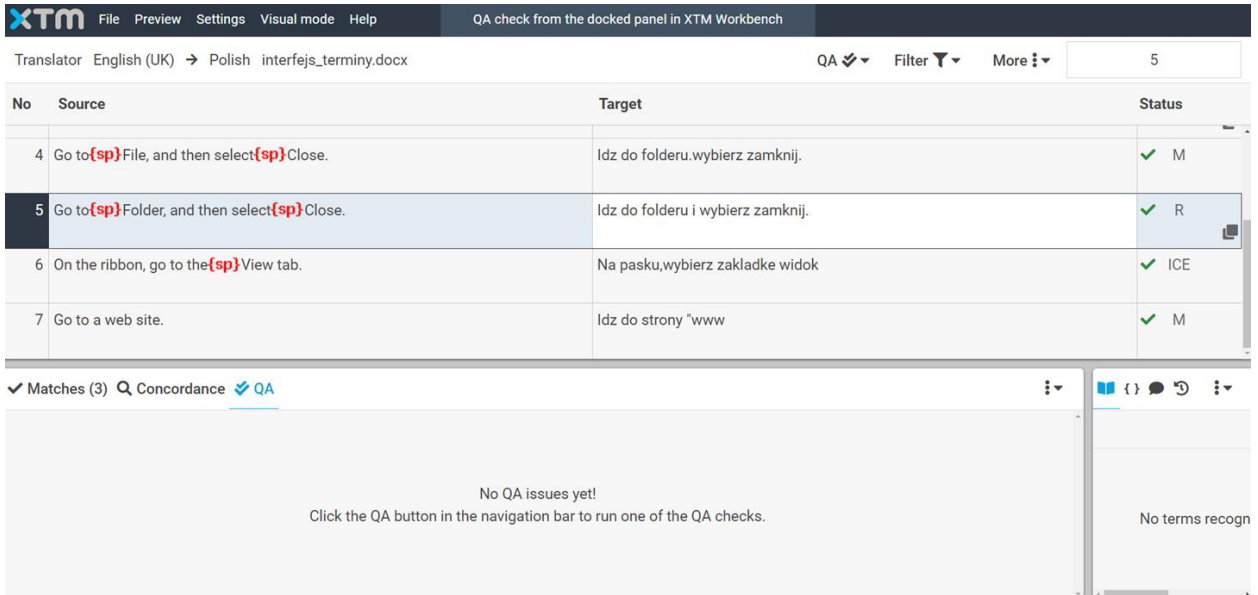 XTM File Preview Settings Visual mode Help QA check from the docked panel in XTM Workbench
Translator English (UK) → Polish interfejs_terminy.docx QA Filter More 5
No Source Target Status
4 Go to{sp}File, and then select{sp}Close. Idz do folderu.wybierz zamknij. M
5 Go to{sp}Folder, and then select{sp}Close. Idz do folderu i wybierz zamknij. R
6 On the ribbon, go to the{sp}View tab. Na pasku,wybierz zakladke widok ICE
7 Go to a web site. Idz do strony "www M
Matches (3) Concordance QA { }
No QA issues yet!
Click the QA button in the navigation bar to run one of the QA checks. No terms recogn